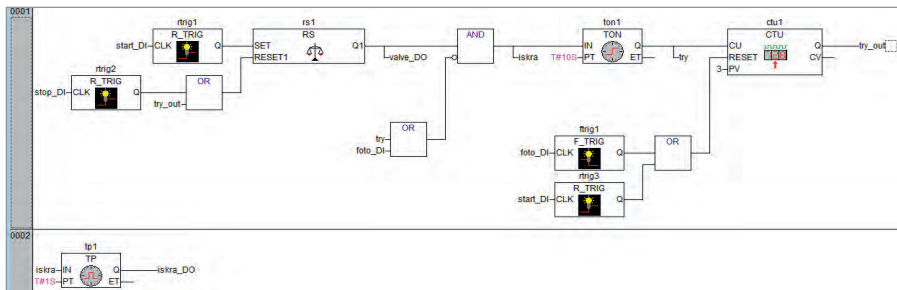 0001
rtrig1
R_TRIG
start_DI CLK Q
rs1
RS
SET Q1
RESET1
valve_DO
AND
iskra
ton1
TON
IN Q
T#10S PT ET
try
ctu1
CTU
CU Q
RESET CV
3 PV
try_out
rtrig2
R_TRIG
stop_DI CLK Q
OR
try_out
OR
try
foto_DI
ftrig1
F_TRIG
foto_DI CLK Q
OR
rtrig3
R_TRIG
start_DI CLK Q
0002
tp1
TP
iskra IN Q iskra_DO
T#1S PT ET